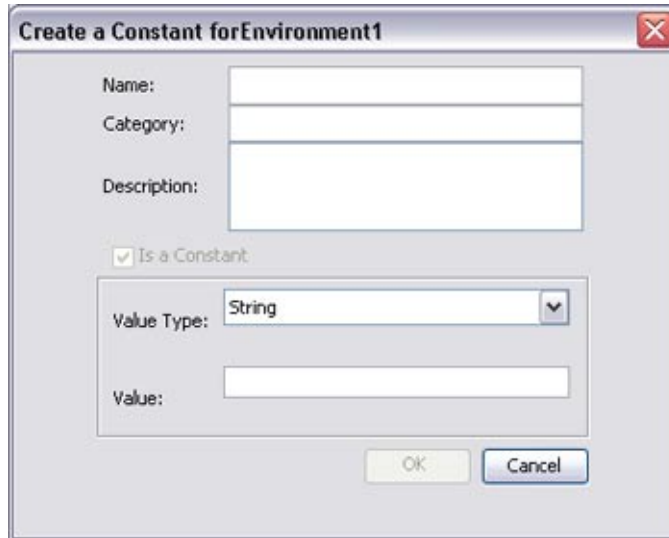 Create a Constant forEnvironment1
Name:
Category:
Description:
Is a Constant
Value Type: String
Value:
OK Cancel